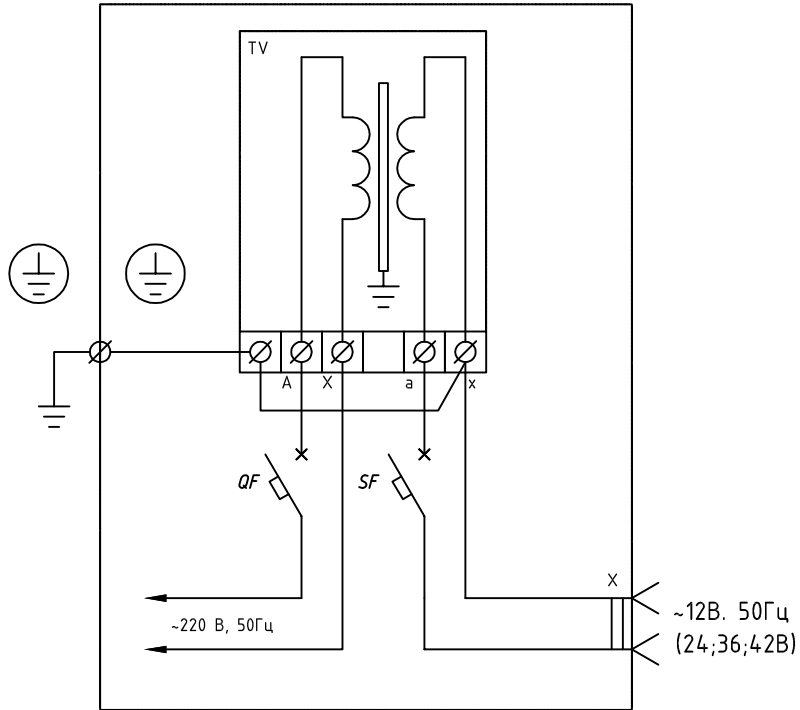 TV
A X a x
QF SF
X
~220 В, 50Гц
~12В. 50Гц
(24;36;42В)